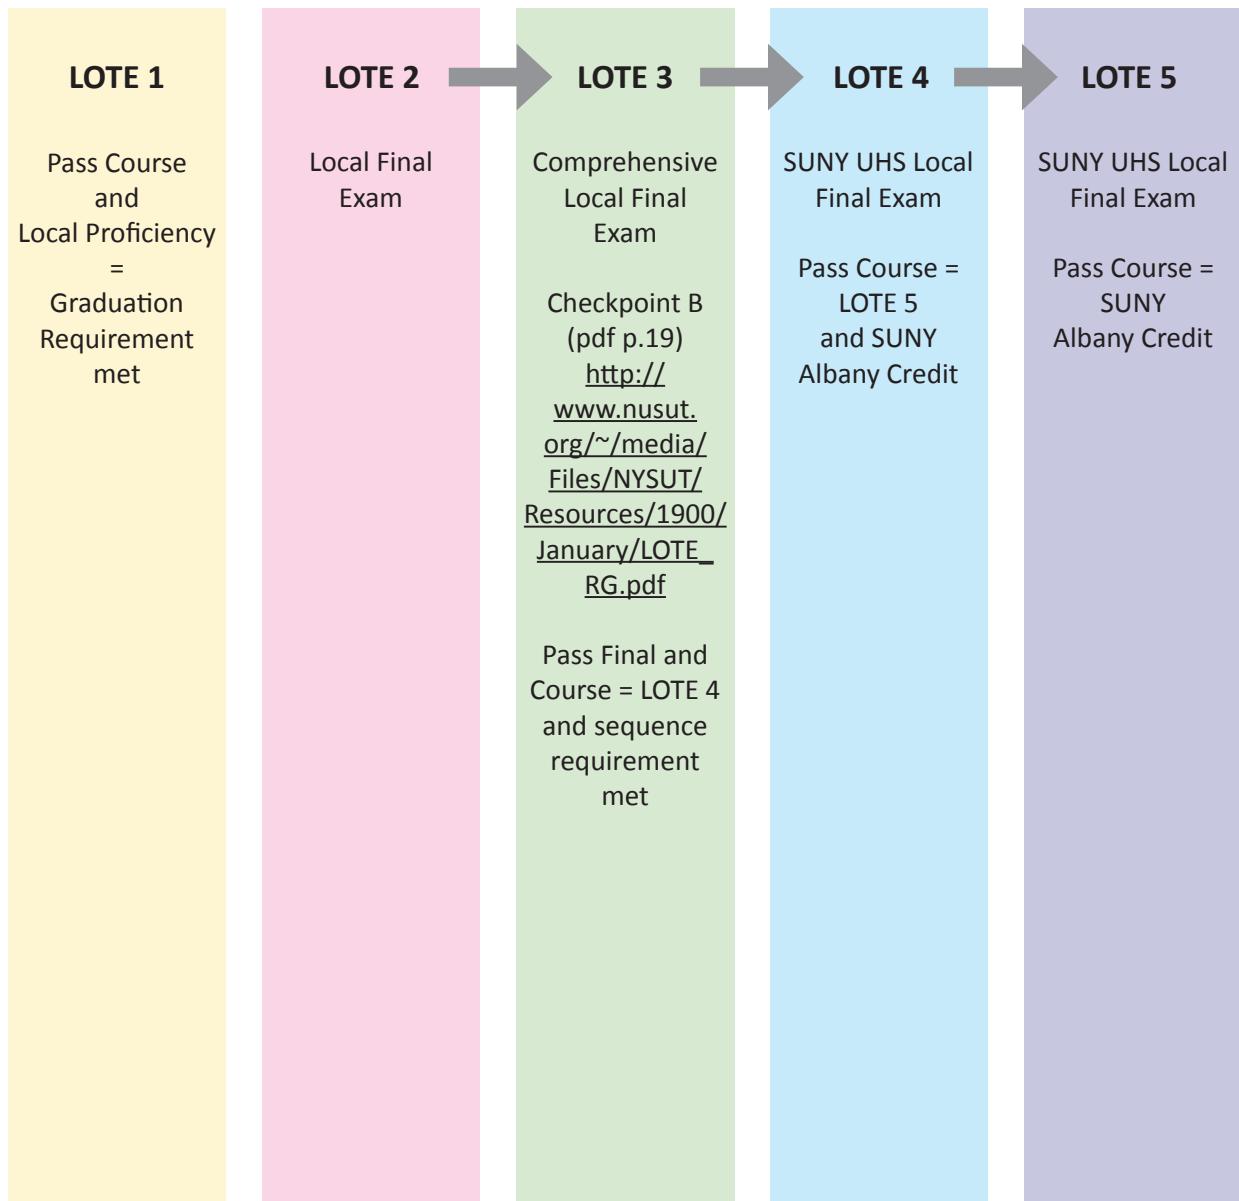 LOTE 1
Pass Course
and
Local Proficiency
=
Graduation
Requirement
met
LOTE 2
Local Final
Exam
LOTE 3
Comprehensive
Local Final
Exam
Checkpoint B
(pdf p.19)
http://
www.nusut.
org/~/media/
Files/NYSUT/
Resources/1900/
January/LOTE_
RG.pdf
Pass Final and
Course = LOTE 4
and sequence
requirement
met
LOTE 4
SUNY UHS Local
Final Exam
Pass Course =
LOTE 5
and SUNY
Albany Credit
LOTE 5
SUNY UHS Local
Final Exam
Pass Course =
SUNY
Albany Credit